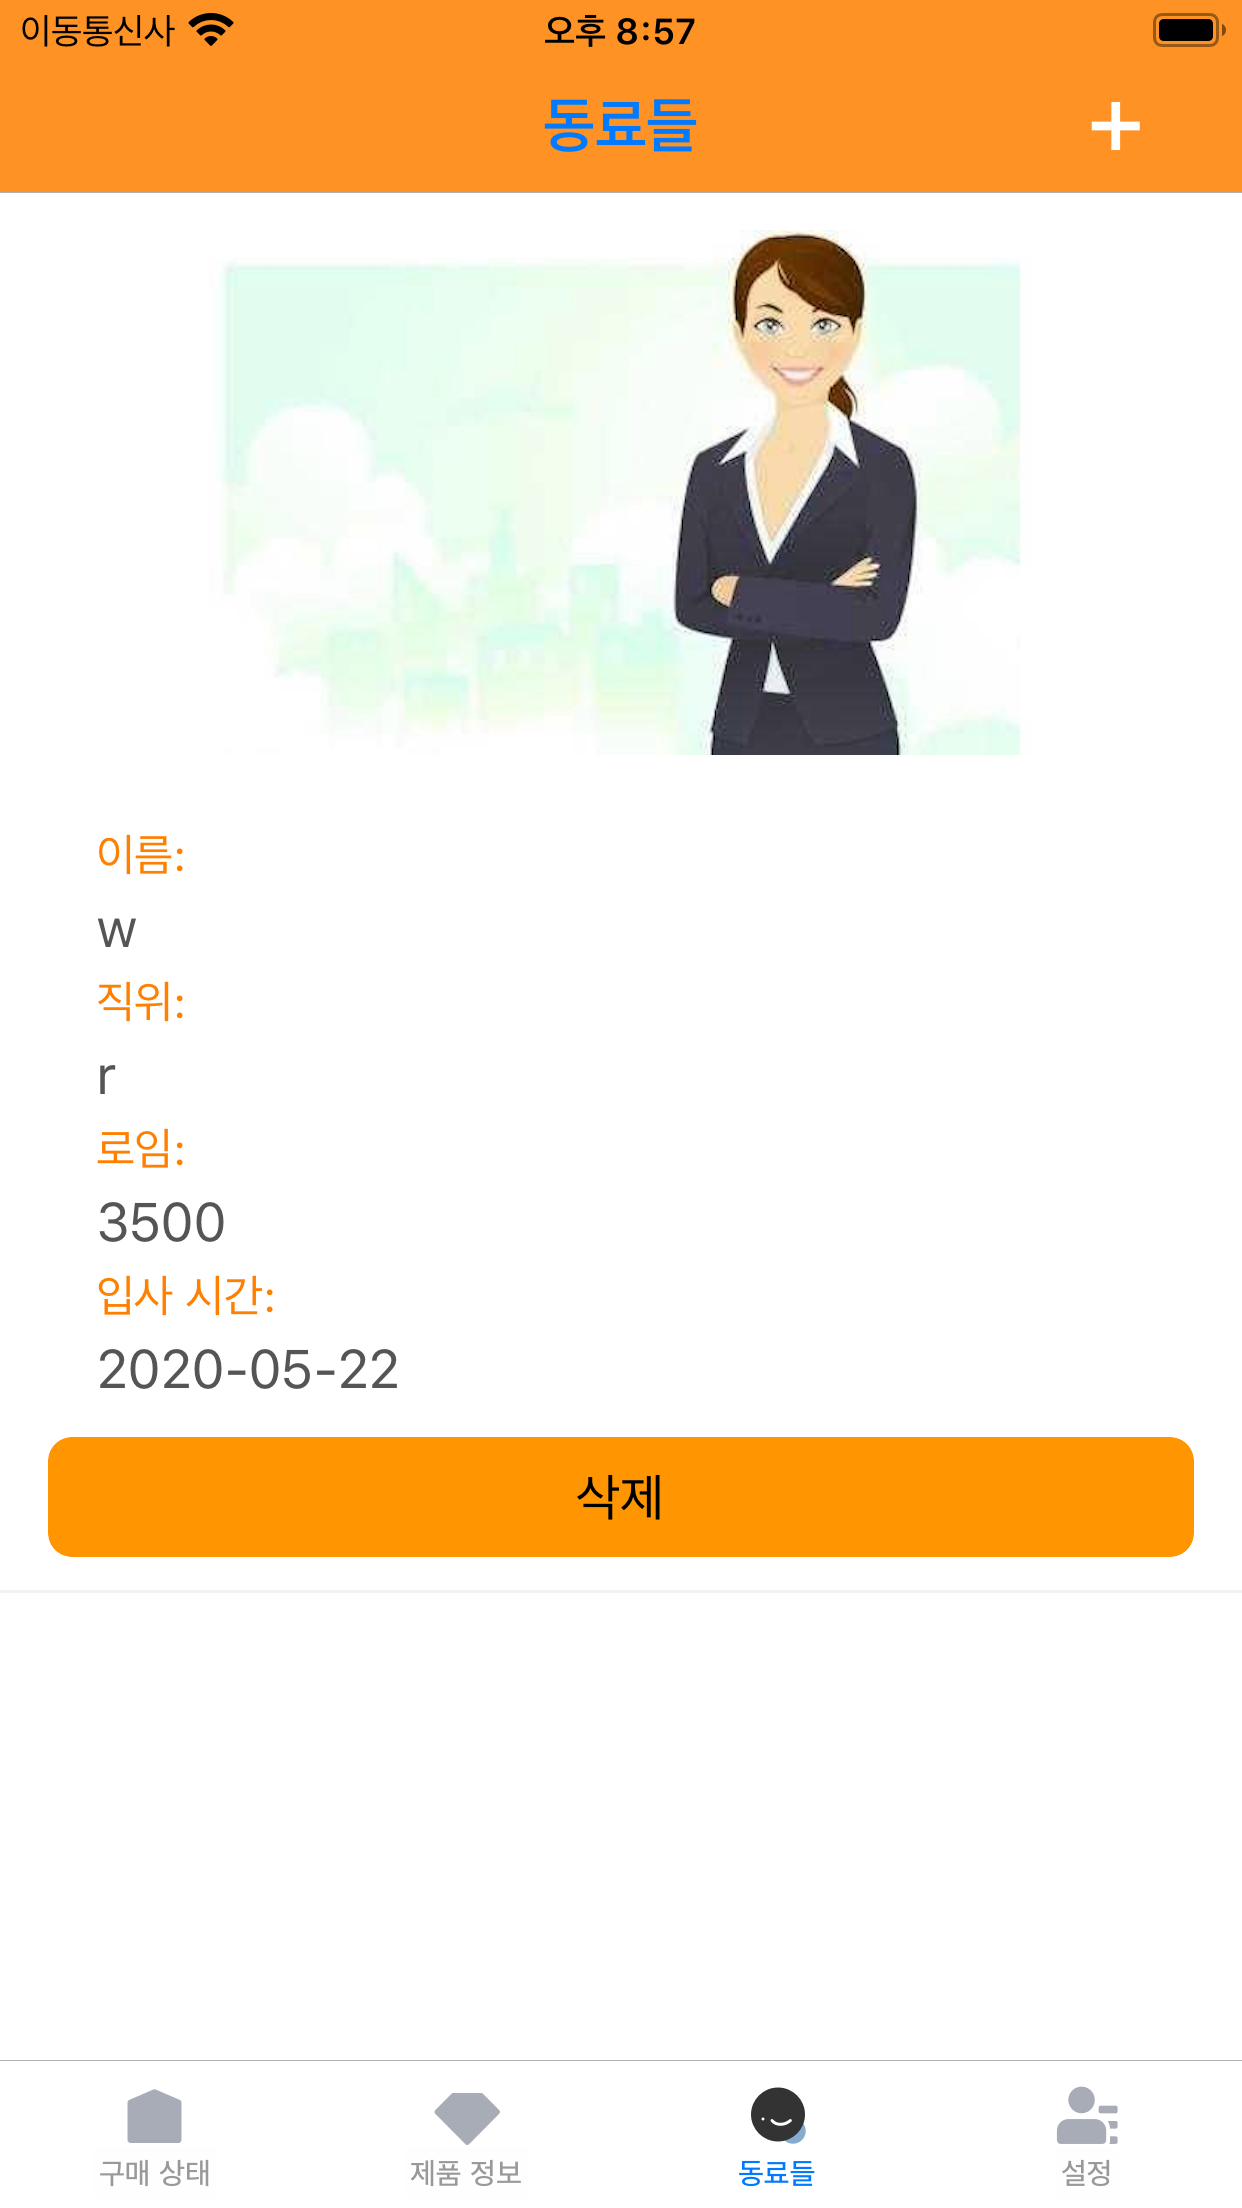 이동통신사 오후 8:57
동료들 +
이름:
w
직위:
r
로임:
3500
입사 시간:
2020-05-22
삭제
구매 상태 제품 정보 동료들 설정